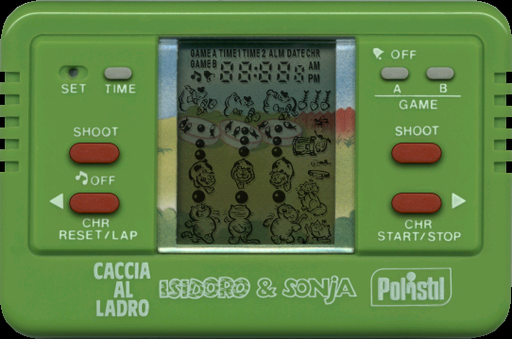 GAME A TIME 1 TIME 2 ALM DATE CHR
GAME B
AM
PM
SET TIME
OFF
A B
GAME
SHOOT
SHOOT
OFF
CHR
RESET/LAP
CHR
START/STOP
CACCIA
AL
LADRO
ISIDORO & SONJA
Polistil